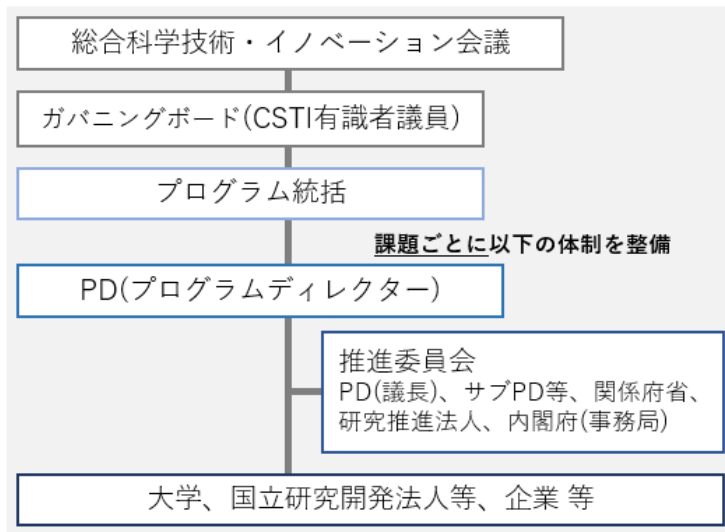 総合科学技術・イノベーション会議
ガバニングボード(CSTI有識者議員)
プログラム統括
課題ごとに以下の体制を整備
PD(プログラムディレクター)
推進委員会
PD(議長)、サブPD等、関係府省、
研究推進法人、内閣府(事務局)
大学、国立研究開発法人等、企業 等